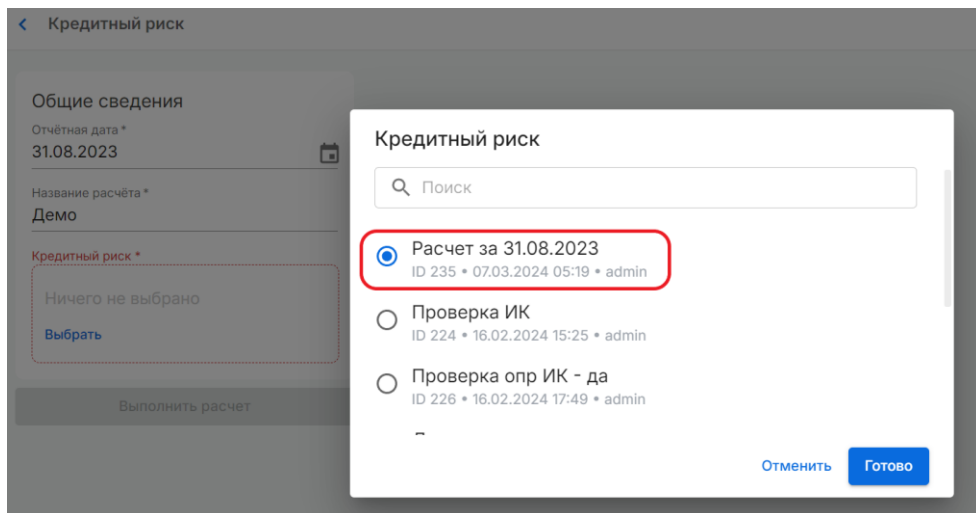 Кредитный риск
Общие сведения
Отчётная дата *
31.08.2023
Название расчёта *
Демо
Кредитный риск *
Ничего не выбрано
Выбрать
Выполнить расчет
Кредитный риск
Поиск
Расчет за 31.08.2023
ID 235 • 07.03.2024 05:19 • admin
Проверка ИК
ID 224 • 16.02.2024 15:25 • admin
Проверка опр ИК - да
ID 226 • 16.02.2024 17:49 • admin
Отменить
Готово